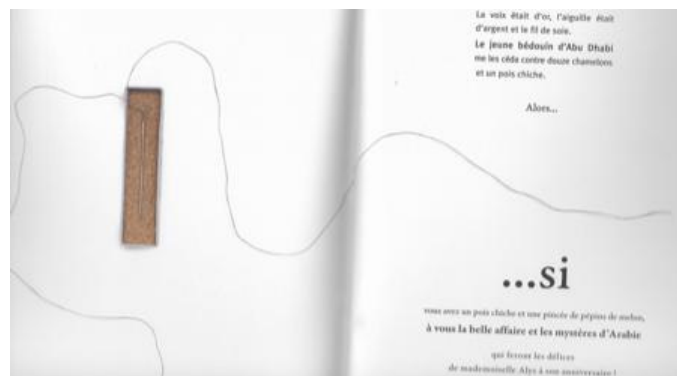 La voix était d'or, l'aiguille était
d'argent et le fil de soie.
Le jeune bédouin d'Abu Dhabi
me les céda contre douze chamelons
et un pois chiche.
Alors...
...si
vous avez un pois chiche et une pincée de pépins de melon,
à vous la belle affaire et les mystères d'Arabie
qui feront les délices
de mademoiselle Alys à son anniversaire !